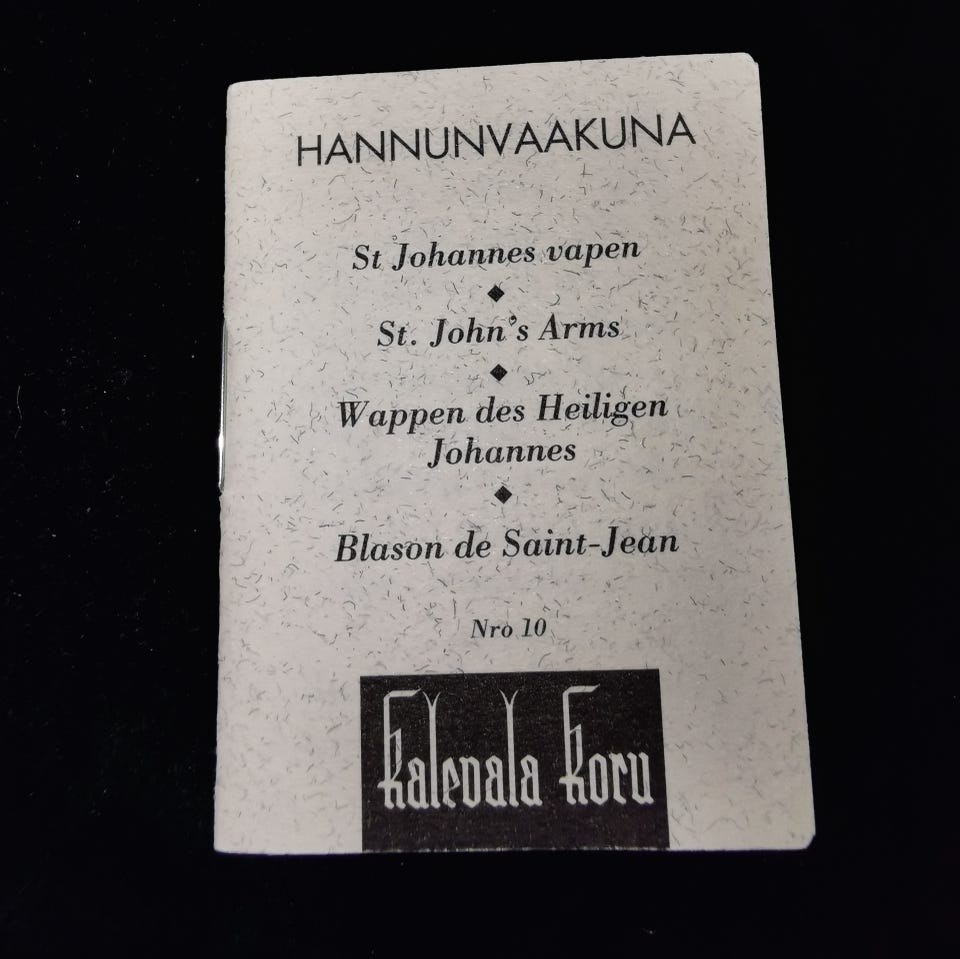 HANNUNVAAKUNA
St Johannes vapen
St. John's Arms
Wappen des Heiligen
Johannes
Blason de Saint-Jean
Nro 10
Kalevala Koru